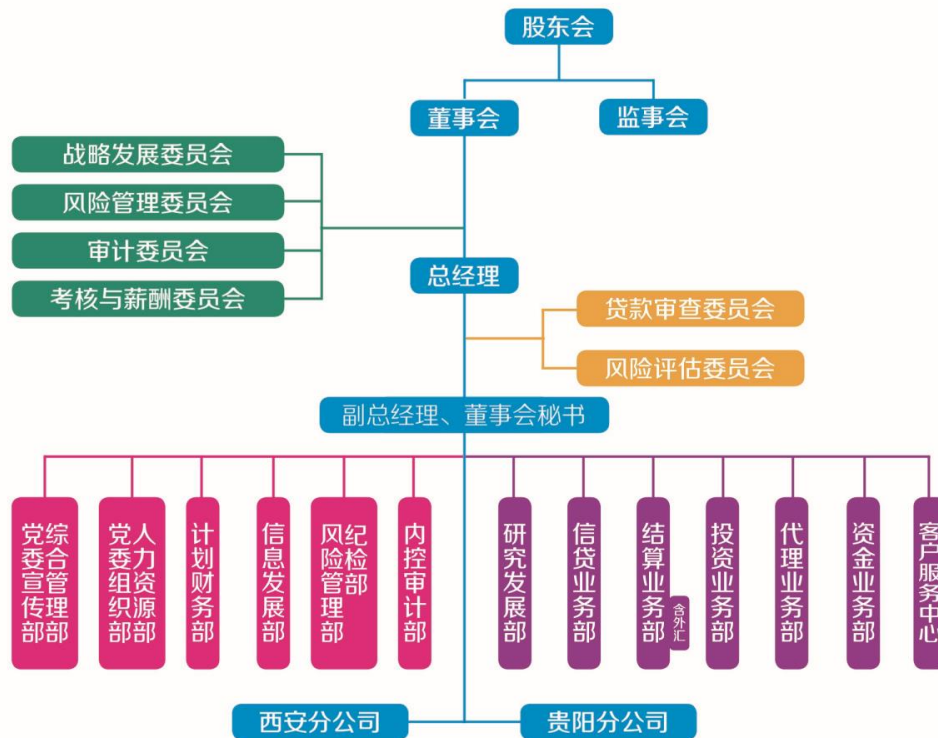 股东会
董事会
监事会
战略发展委员会
风险管理委员会
审计委员会
考核与薪酬委员会
总经理
贷款审查委员会
风险评估委员会
副总经理、董事会秘书
综合管理部
党委宣传部
人力资源部
党委组织部
计划财务部
信息发展部
纪检部
风险管理部
内控审计部
研究发展部
信贷业务部
结算业务部
含外汇
投资业务部
代理业务部
资金业务部
客户服务中心
西安分公司
贵阳分公司